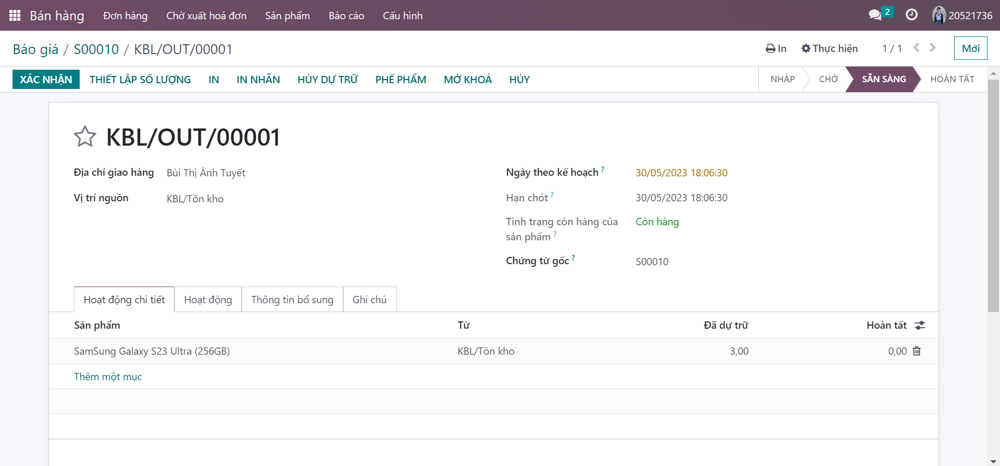 Bán hàng Đơn hàng Chờ xuất hoá đơn Sản phẩm Báo cáo Cấu hình 2 20521736
Báo giá / S00010 / KBL/OUT/00001 In Thực hiện 1 / 1 Mới
XÁC NHẬN THIẾT LẬP SỐ LƯỢNG IN IN NHÃN HỦY DỰ TRỮ PHẾ PHẨM MỞ KHOÁ HỦY NHÁP CHỜ SẴN SÀNG HOÀN TẤT
KBL/OUT/00001
Địa chỉ giao hàng Bùi Thị Ánh Tuyết Ngày theo kế hoạch ? 30/05/2023 18:06:30
Vị trí nguồn KBL/Tồn kho Hạn chót ? 30/05/2023 18:06:30
Tình trạng còn hàng của Còn hàng
sản phẩm ?
Chứng từ gốc ? S00010
Hoạt động chi tiết Hoạt động Thông tin bổ sung Ghi chú
Sản phẩm Từ Đã dự trữ Hoàn tất
SamSung Galaxy S23 Ultra (256GB) KBL/Tồn kho 3,00 0,00
Thêm một mục